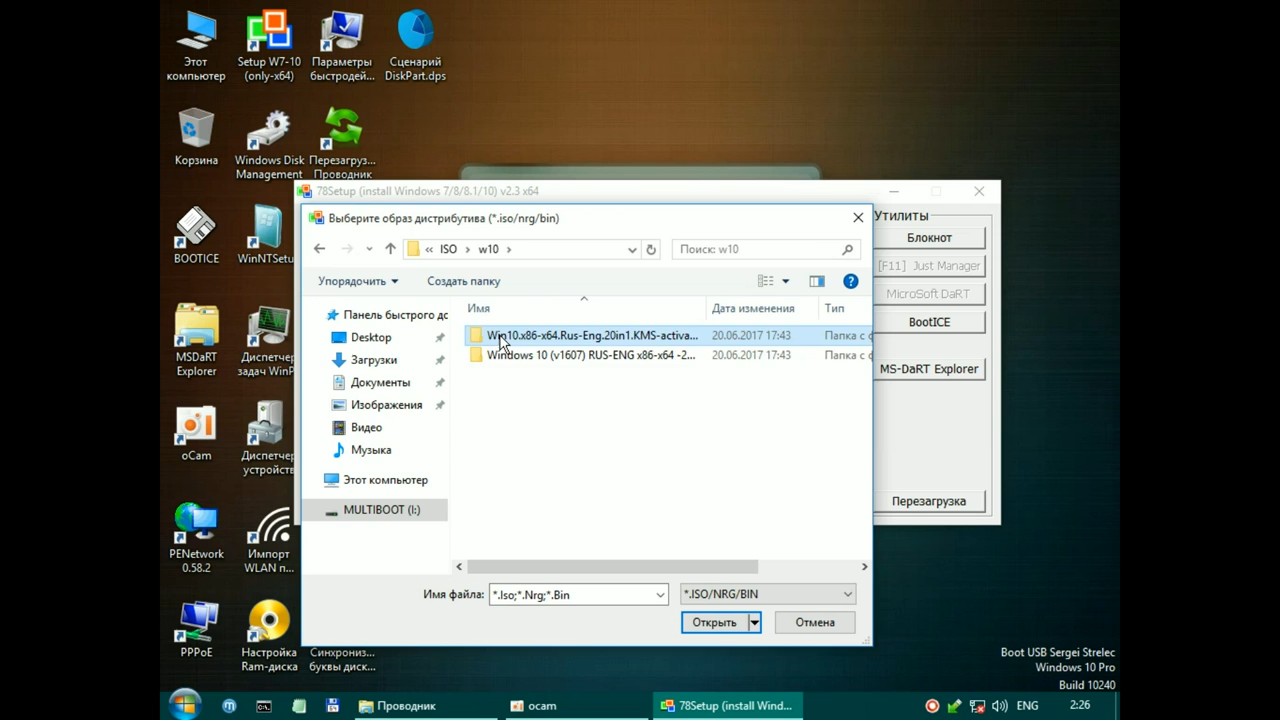 Этот
компьютер
Setup W7-10
(only-x64)
Параметры
быстродей...
Сценарий
DiskPart.dps
Корзина
Windows Disk
Management
Перезагруз...
Проводник
BOOTICE
WinNTSetu
MSDaRT
Explorer
Диспетчер
задач WinP
oCam
Диспетчер
устройств
PENetwork
0.58.2
Импорт
WLAN п...
PPPoE
Настройка
Ram-диска
Синхрониз...
буквы диск...
78Setup (install Windows 7/8/8.1/10) v2.3 x64
Выберите образ дистрибутива (*.iso/nrg/bin)
« ISO › w10 ›
Поиск: w10
Упорядочить
Создать папку
Имя
Дата изменения
Тип
Панель быстрого до
Desktop
Загрузки
Документы
Изображения
Видео
Музыка
Этот компьютер
MULTIBOOT (I:)
Win10.x86-x64.Rus-Eng.20in1.KMS-activa...
20.06.2017 17:43
Папка с ф
Windows 10 (v1607) RUS-ENG x86-x64 -2...
20.06.2017 17:43
Папка с ф
Имя файла:
*.Iso;*.Nrg;*.Bin
*.ISO/NRG/BIN
Открыть
Отмена
Утилиты
Блокнот
[F11] Just Manager
MicroSoft DaRT
BootICE
MS-DaRT Explorer
Перезагрузка
Boot USB Sergei Strelec
Windows 10 Pro
Build 10240
Проводник
ocam
78Setup (install Wind...
ENG
2:26